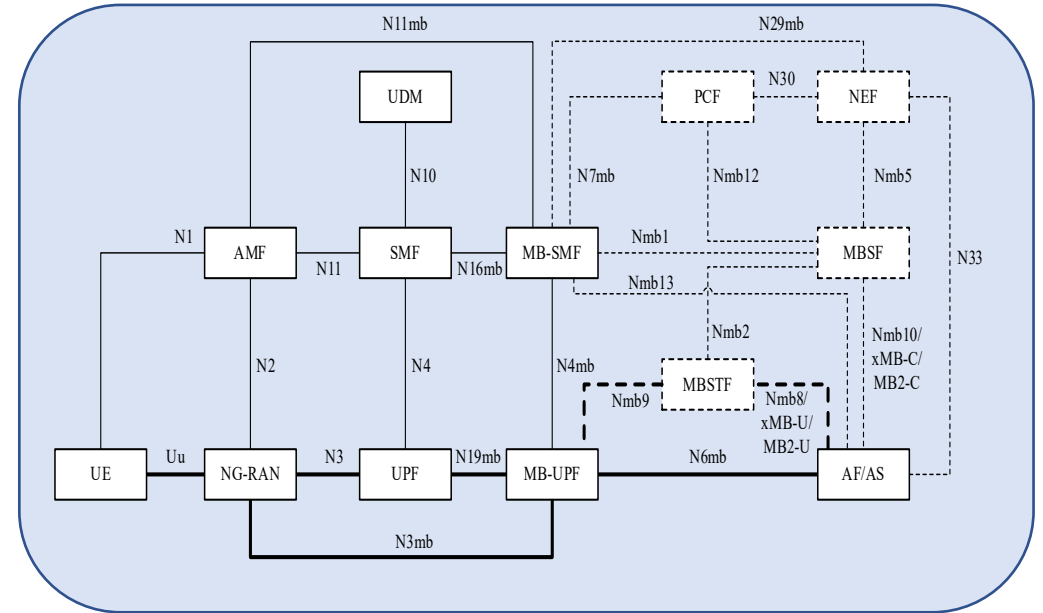 N11mb
N29mb
UDM
PCF
N30
NEF
N10
N7mb
Nmb12
Nmb5
N1
AMF
N11
SMF
N16mb
MB-SMF
Nmb1
MBSF
N33
Nmb13
N2
N4
N4mb
Nmb2
Nmb10/
xMB-C/
MB2-C
MBSTF
Nmb9
Nmb8/
xMB-U/
MB2-U
UE
Uu
NG-RAN
N3
UPF
N19mb
MB-UPF
N6mb
AF/AS
N3mb